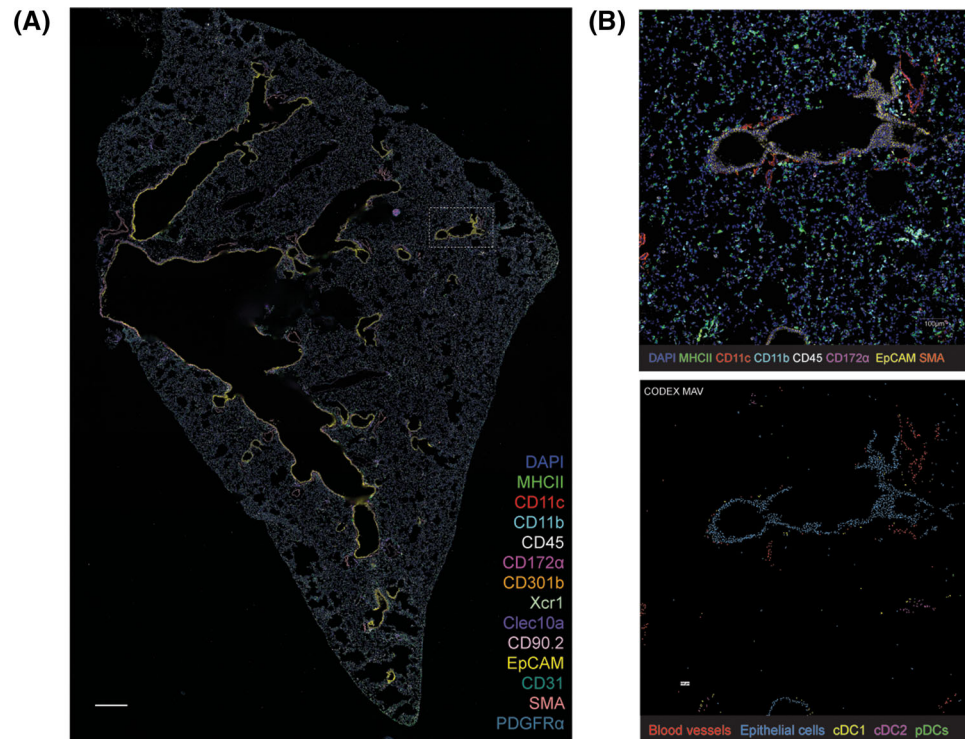 (A)
DAPI
MHCII
CD11c
CD11b
CD45
CD172α
CD301b
Xcr1
Clec10a
CD90.2
EpCAM
CD31
SMA
PDGFRα
(B)
100μm
DAPI MHCII CD11c CD11b CD45 CD172α EpCAM SMA
CODEX MAV
Blood vessels Epithelial cells cDC1 cDC2 pDCs